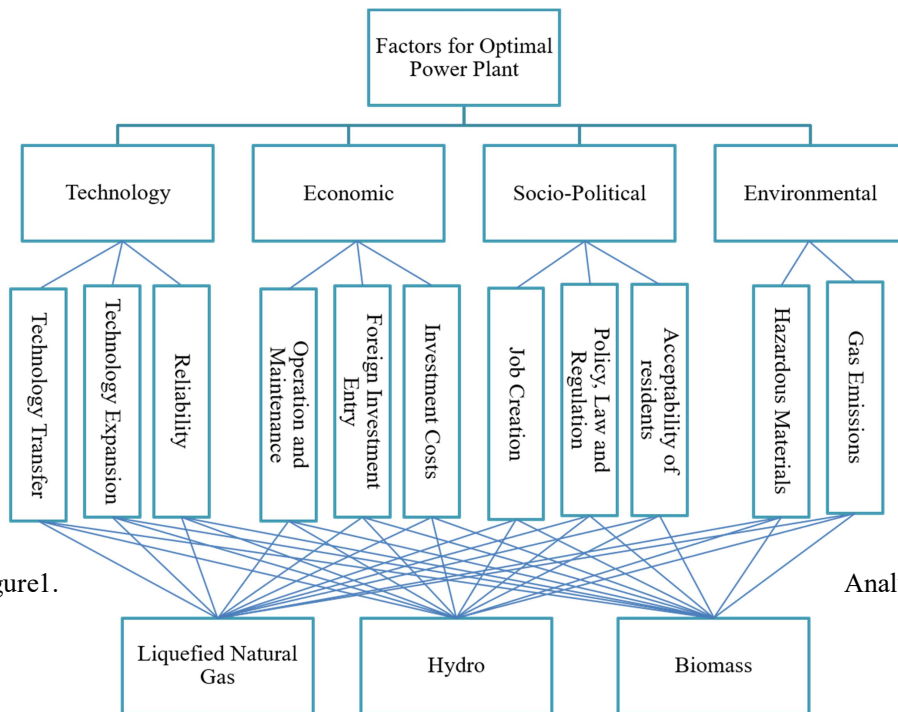 Factors for Optimal
Power Plant
Technology
Economic
Socio-Political
Environmental
Technology Transfer
Technology Expansion
Reliability
Operation and
Maintenance
Foreign Investment
Entry
Investment Costs
Job Creation
Policy, Law and
Regulation
Acceptability of
residents
Hazardous Materials
Gas Emissions
gure1.
Anal
Liquefied Natural
Gas
Hydro
Biomass